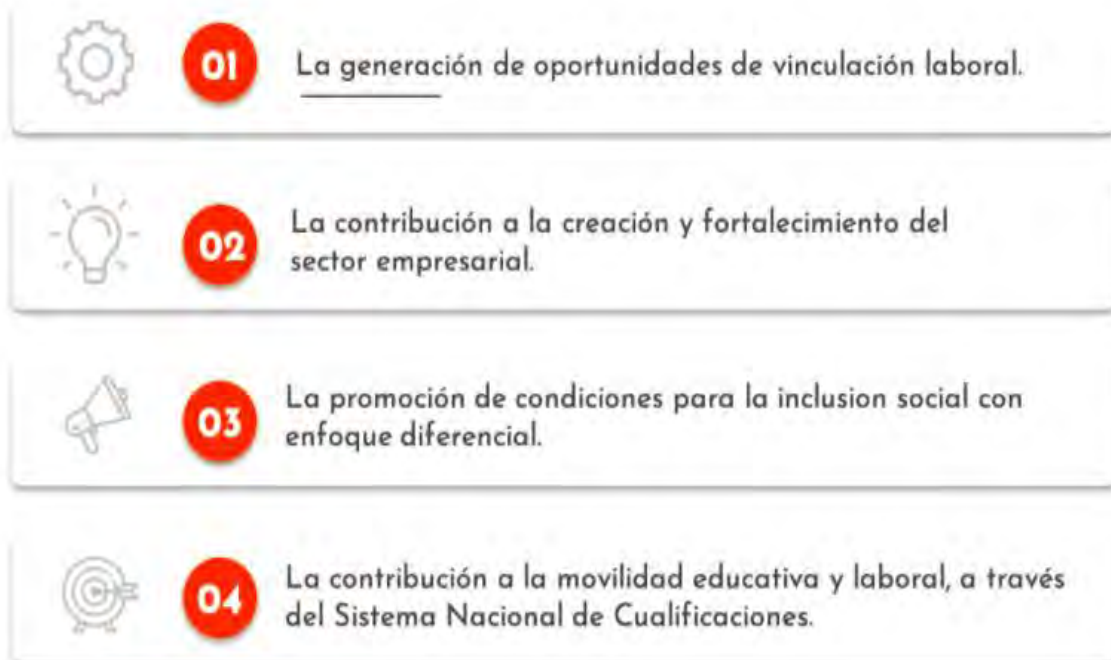 01
La generación de oportunidades de vinculación laboral.
02
La contribución a la creación y fortalecimiento del
sector empresarial.
03
La promoción de condiciones para la inclusion social con
enfoque diferencial.
04
La contribución a la movilidad educativa y laboral, a través
del Sistema Nacional de Cualificaciones.